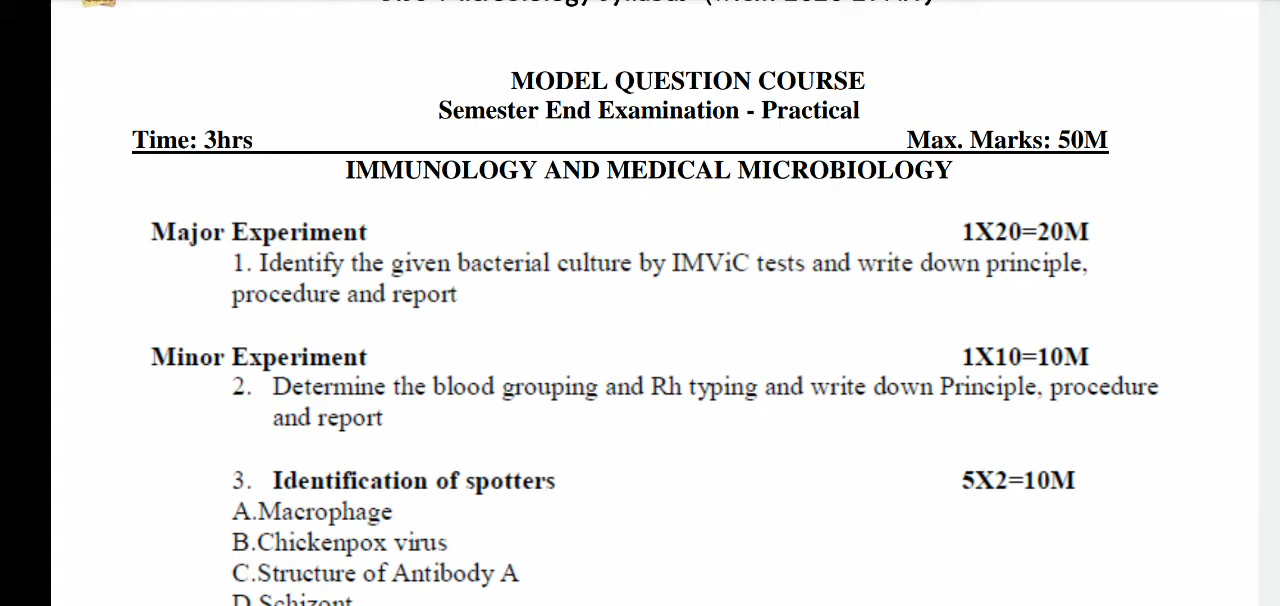 MODEL QUESTION COURSE
Semester End Examination - Practical
Time: 3hrs Max. Marks: 50M
IMMUNOLOGY AND MEDICAL MICROBIOLOGY
Major Experiment 1X20=20M
1. Identify the given bacterial culture by IMViC tests and write down principle,
procedure and report
Minor Experiment 1X10=10M
2. Determine the blood grouping and Rh typing and write down Principle, procedure
and report
3. Identification of spotters 5X2=10M
A.Macrophage
B.Chickenpox virus
C.Structure of Antibody A
D.Schizont